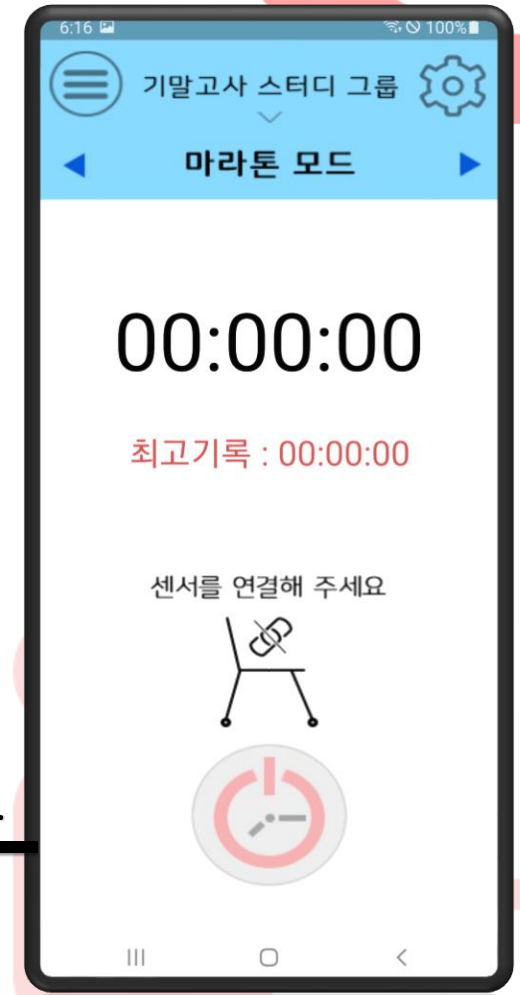 6:16 100%
기말고사 스터디 그룹
마라톤 모드
00:00:00
최고기록 : 00:00:00
센서를 연결해 주세요